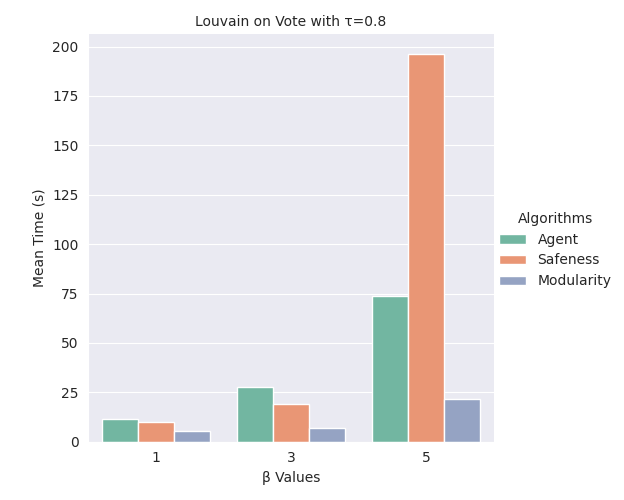 Louvain on Vote with τ=0.8
200
175
150
125
100
75
50
25
0
Mean Time (s)
1 3 5
β Values
Algorithms
Agent
Safeness
Modularity